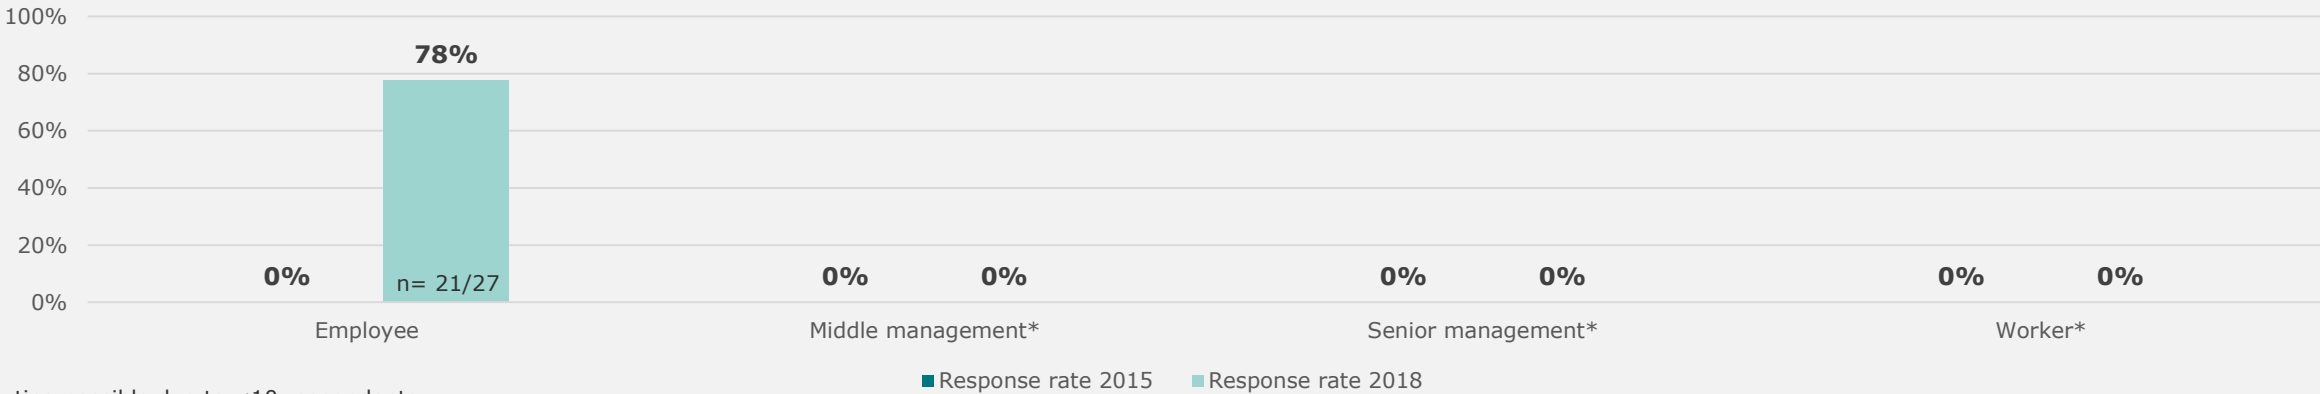 100%
78%
80%
60%
40%
20%
0% 0% 0% 0% 0% 0% 0%
n= 21/27
0%
Employee Middle management* Senior management* Worker*
Response rate 2015 Response rate 2018